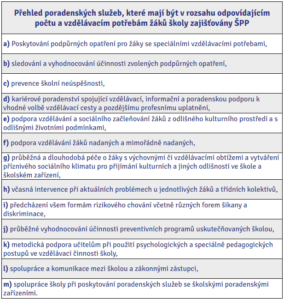 Přehled poradenských služeb, které mají být v rozsahu odpovídajícím
počtu a vzdělávacím potřebám žáků školy zajišťovány ŠPP
a) Poskytování podpůrných opatření pro žáky se speciálními vzdělávacími potřebami,
b) sledování a vyhodnocování účinnosti zvolených podpůrných opatření,
c) prevence školní neúspěšnosti,
d) kariérové poradenství spojující vzdělávací, informační a poradenskou podporu k
vhodné volbě vzdělávací cesty a pozdějšímu profesnímu uplatnění,
e) podpora vzdělávání a sociálního začleňování žáků z odlišného kulturního prostředí a s
odlišnými životními podmínkami,
f) podpora vzdělávání žáků nadaných a mimořádně nadaných,
g) průběžná a dlouhodobá péče o žáky s výchovnými či vzdělávacími obtížemi a vytváření
příznivého sociálního klimatu pro přijímání kulturních a jiných odlišností ve škole a
školském zařízení,
h) včasná intervence při aktuálních problémech u jednotlivých žáků a třídních kolektivů,
i) předcházení všem formám rizikového chování včetně různých forem šikany a
diskriminace,
j) průběžné vyhodnocování účinnosti preventivních programů uskutečňovaných školou,
k) metodická podpora učitelům při použití psychologických a speciálně pedagogických
postupů ve vzdělávací činnosti školy,
l) spolupráce a komunikace mezi školou a zákonnými zástupci,
m) spolupráce školy při poskytování poradenských služeb se školskými poradenskými
zařízeními.